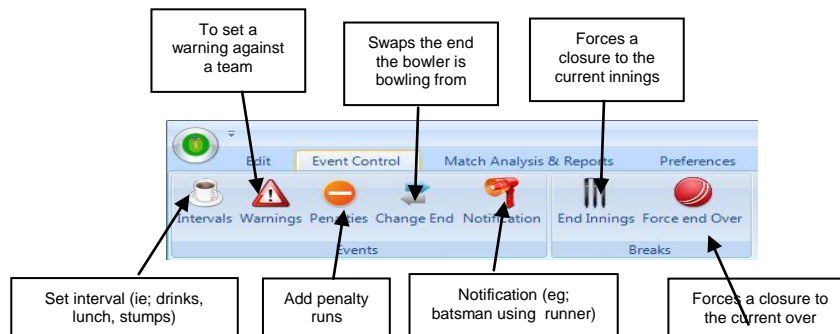 To set a
warning against
a team
Swaps the end
the bowler is
bowling from
Forces a
closure to the
current innings
Edit Event Control Match Analysis & Reports Preferences
Intervals Warnings Penalties Change End Notification End Innings Force end Over
Events Breaks
Set interval (ie; drinks,
lunch, stumps)
Add penalty
runs
Notification (eg;
batsman using runner)
Forces a closure to
the current over